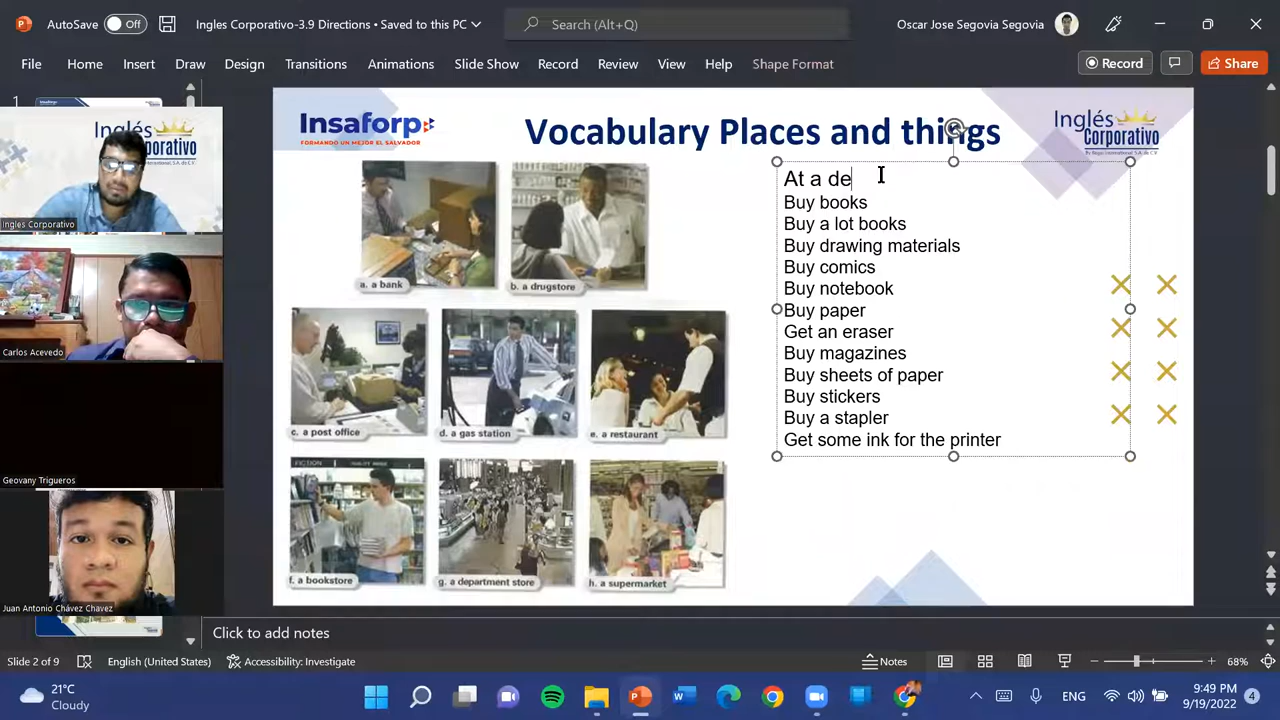 AutoSave
Off
Ingles Corporativo-3.9 Directions • Saved to this PC
Search (Alt+Q)
Oscar Jose Segovia Segovia
File
Home
Insert
Draw
Design
Transitions
Animations
Slide Show
Record
Review
View
Help
Shape Format
Record
Share
1
Inglés
Corporativo
Ingles Corporativo
Carlos Acevedo
Geovany Trigueros
Juan Antonio Chávez Chavez
Insaforp
FORMANDO UN MEJOR EL SALVADOR
Vocabulary Places and things
Inglés
Corporativo
a. a bank
b. a drugstore
c. a post office
d. a gas station
e. a restaurant
FICTION
f. a bookstore
g. a department store
h. a supermarket
At a de
Buy books
Buy a lot books
Buy drawing materials
Buy comics
Buy notebook
Buy paper
Get an eraser
Buy magazines
Buy sheets of paper
Buy stickers
Buy a stapler
Get some ink for the printer
Click to add notes
Slide 2 of 9
English (United States)
Accessibility: Investigate
Notes
68%
21°C
Cloudy
ENG
9:49 PM
9/19/2022
4